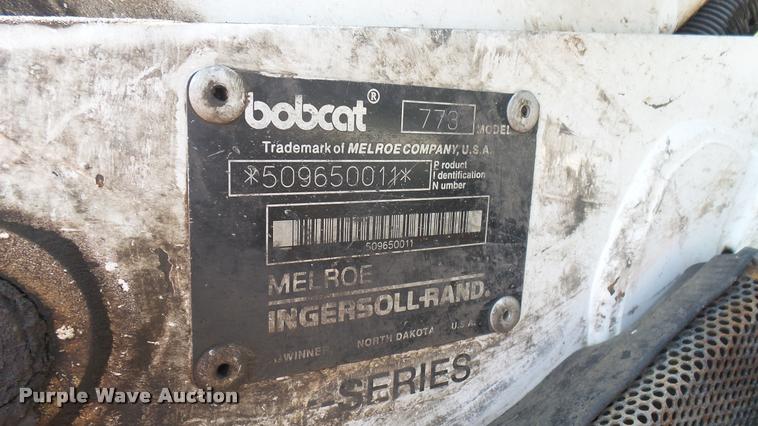 bobcat® 773 MODEL
Trademark of MELROE COMPANY, U.S.A.
*509650011* Product Identification Number
509650011
MELROE
INGERSOLL-RAND.
GWINNER NORTH DAKOTA U.S.A.
-SERIES
Purple Wave Auction